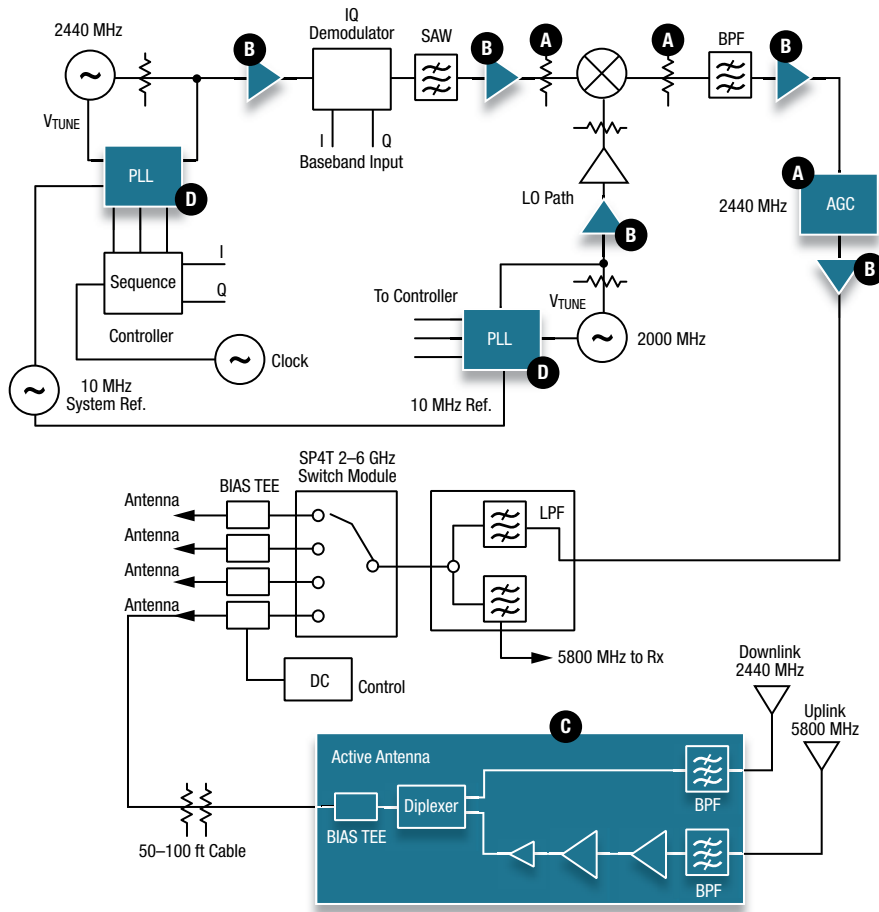 2440 MHz
VTUNE
B
IQ
Demodulator
I
Q
Baseband Input
SAW
B
A
A
BPF
B
PLL
D
Sequence
I
Q
Controller
Clock
10 MHz
System Ref.
LO Path
B
To Controller
VTUNE
PLL
D
2000 MHz
10 MHz Ref.
A
2440 MHz
AGC
B
SP4T 2–6 GHz
Switch Module
BIAS TEE
Antenna
Antenna
Antenna
Antenna
LPF
5800 MHz to Rx
DC
Control
Downlink
2440 MHz
Uplink
5800 MHz
C
Active Antenna
Diplexer
BIAS TEE
BPF
BPF
50–100 ft Cable